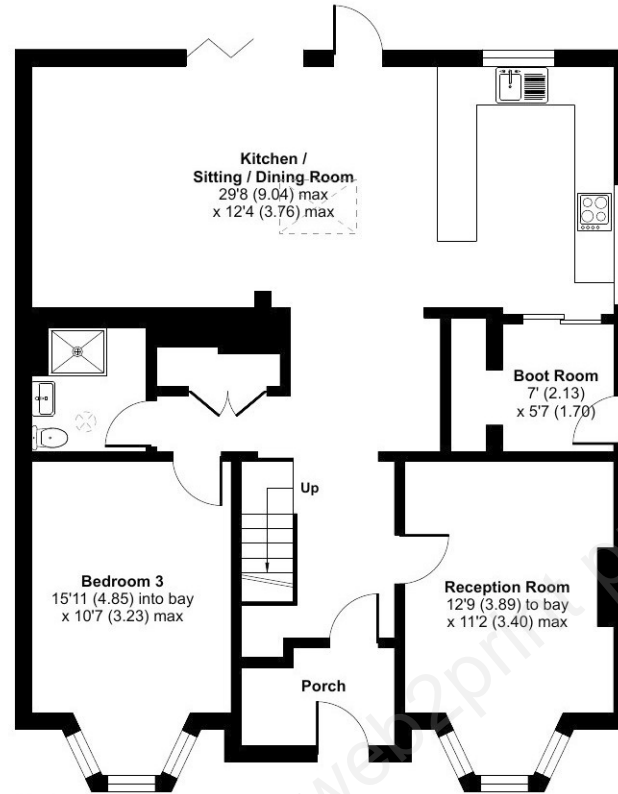 Kitchen /
Sitting / Dining Room
29'8 (9.04) max
x 12'4 (3.76) max
Boot Room
7' (2.13)
x 5'7 (1.70)
Up
Bedroom 3
15'11 (4.85) into bay
x 10'7 (3.23) max
Reception Room
12'9 (3.89) to bay
x 11'2 (3.40) max
Porch
web2print